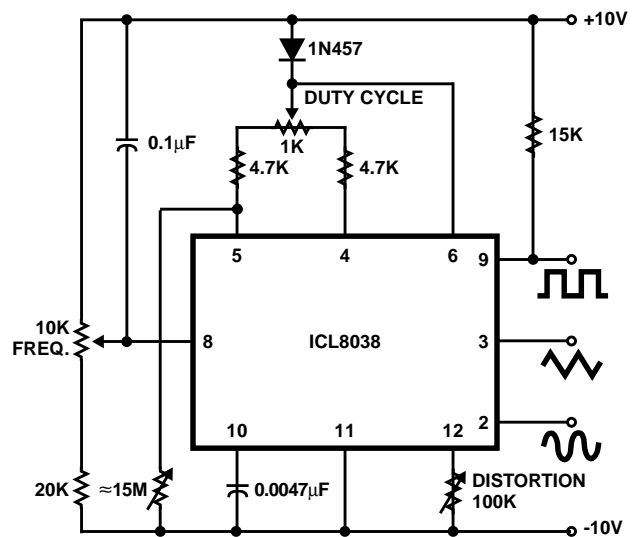 +10V
1N457
DUTY CYCLE
0.1µF
1K
15K
4.7K
4.7K
5
4
6
9
10K
FREQ.
8
ICL8038
3
2
10
11
12
20K
≈15M
0.0047µF
DISTORTION
100K
-10V